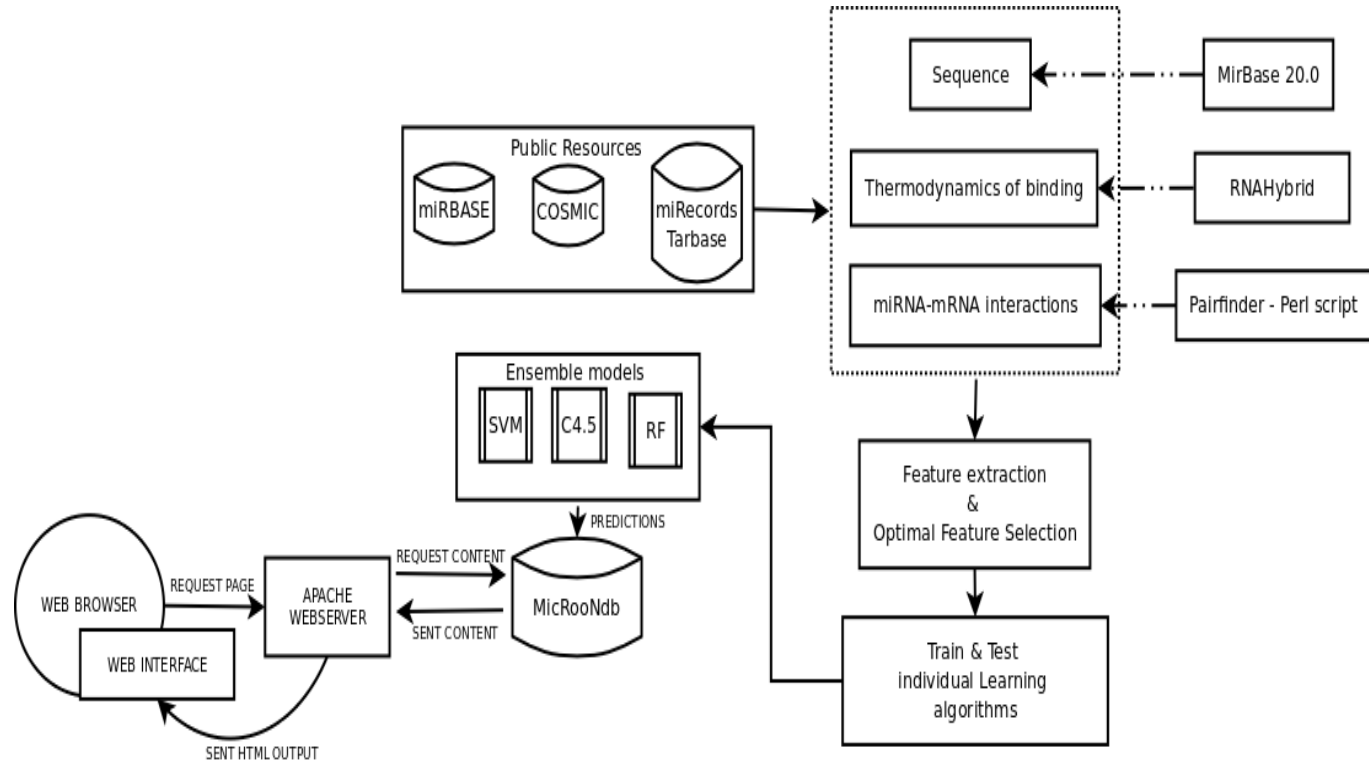 Sequence
MirBase 20.0
Public Resources
miRBASE
COSMIC
miRecords
Tarbase
Thermodynamics of binding
RNAHybrid
miRNA-mRNA interactions
Pairfinder - Perl script
Ensemble models
SVM
C4.5
RF
Feature extraction
&
Optimal Feature Selection
PREDICTIONS
REQUEST CONTENT
REQUEST PAGE
WEB BROWSER
APACHE
WEBSERVER
MicRooNdb
SENT CONTENT
WEB INTERFACE
SENT HTML OUTPUT
Train & Test
individual Learning
algorithms